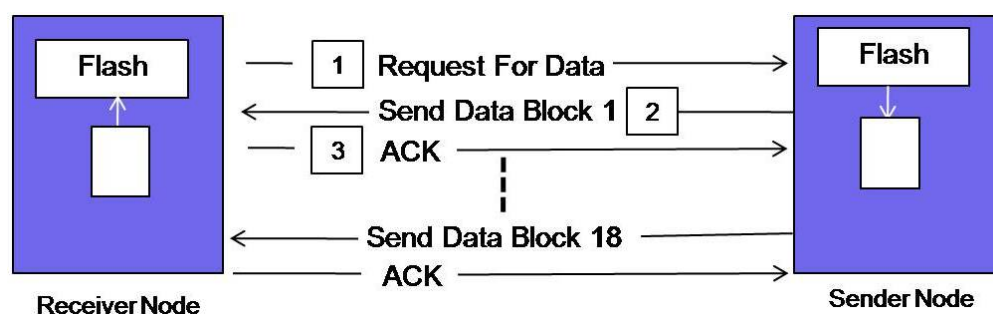 Flash
1 Request For Data
Flash
Send Data Block 1 2
3 ACK
Send Data Block 18
ACK
Receiver Node
Sender Node